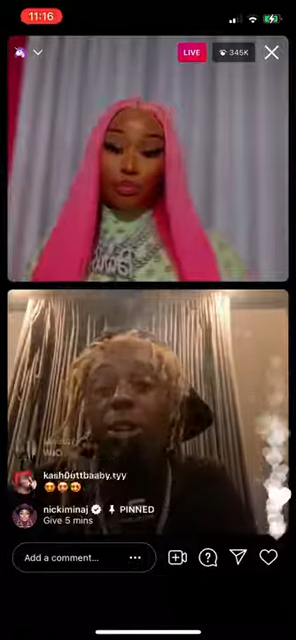 11:16
LIVE
345K
kash0uttbaaby.tyy
nickiminaj PINNED
Give 5 mins
Add a comment...